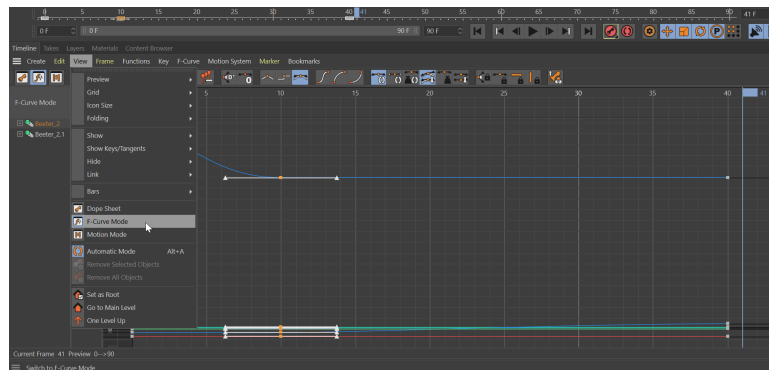 0 5 10 15 20 25 30 35 40 41 45 50 55 60 65 70 75 80 85 90 41 F
0 F 0 F 90 F 90 F
Timeline Takes Layers Materials Content Browser
Create Edit View Frame Functions Key F-Curve Motion System Marker Bookmarks
F-Curve Mode
Beeter_2
Beeter_2.1
Preview
Grid
Icon Size
Folding
Show
Show Keys/Tangents
Hide
Link
Bars
Dope Sheet
F-Curve Mode
Motion Mode
Automatic Mode Alt+A
Remove Selected Objects
Remove All Objects
Set as Root
Go to Main Level
One Level Up
5 10 15 20 25 30 35 40 41
Current Frame 41 Preview 0-->90
Switch to F-Curve Mode